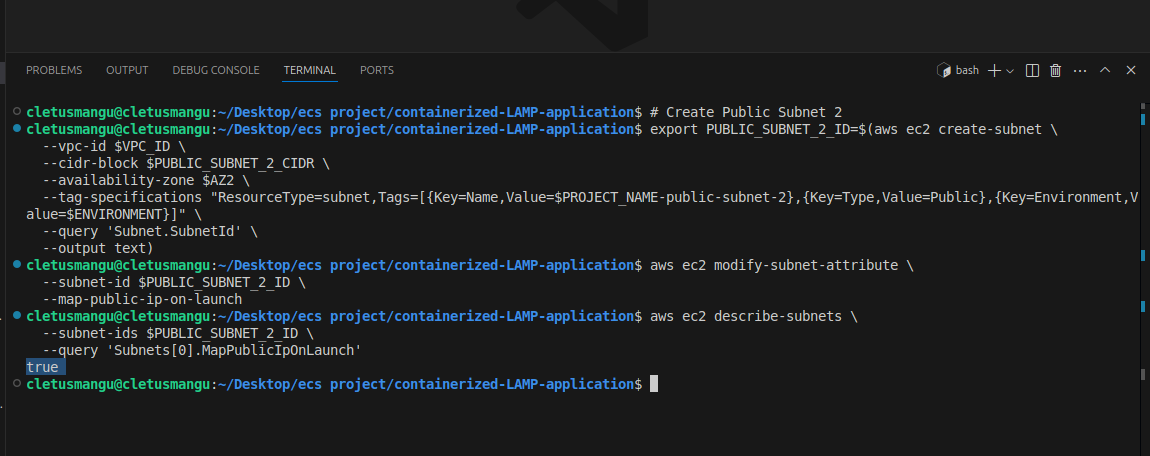 PROBLEMS OUTPUT DEBUG CONSOLE TERMINAL PORTS bash
cletusmangu@cletusmangu:~/Desktop/ecs project/containerized-LAMP-application$ # Create Public Subnet 2
cletusmangu@cletusmangu:~/Desktop/ecs project/containerized-LAMP-application$ export PUBLIC_SUBNET_2_ID=$(aws ec2 create-subnet \
  --vpc-id $VPC_ID \
  --cidr-block $PUBLIC_SUBNET_2_CIDR \
  --availability-zone $AZ2 \
  --tag-specifications "ResourceType=subnet,Tags=[{Key=Name,Value=$PROJECT_NAME-public-subnet-2},{Key=Type,Value=Public},{Key=Environment,V
alue=$ENVIRONMENT}]" \
  --query 'Subnet.SubnetId' \
  --output text)
cletusmangu@cletusmangu:~/Desktop/ecs project/containerized-LAMP-application$ aws ec2 modify-subnet-attribute \
  --subnet-id $PUBLIC_SUBNET_2_ID \
  --map-public-ip-on-launch
cletusmangu@cletusmangu:~/Desktop/ecs project/containerized-LAMP-application$ aws ec2 describe-subnets \
  --subnet-ids $PUBLIC_SUBNET_2_ID \
  --query 'Subnets[0].MapPublicIpOnLaunch'
true
cletusmangu@cletusmangu:~/Desktop/ecs project/containerized-LAMP-application$